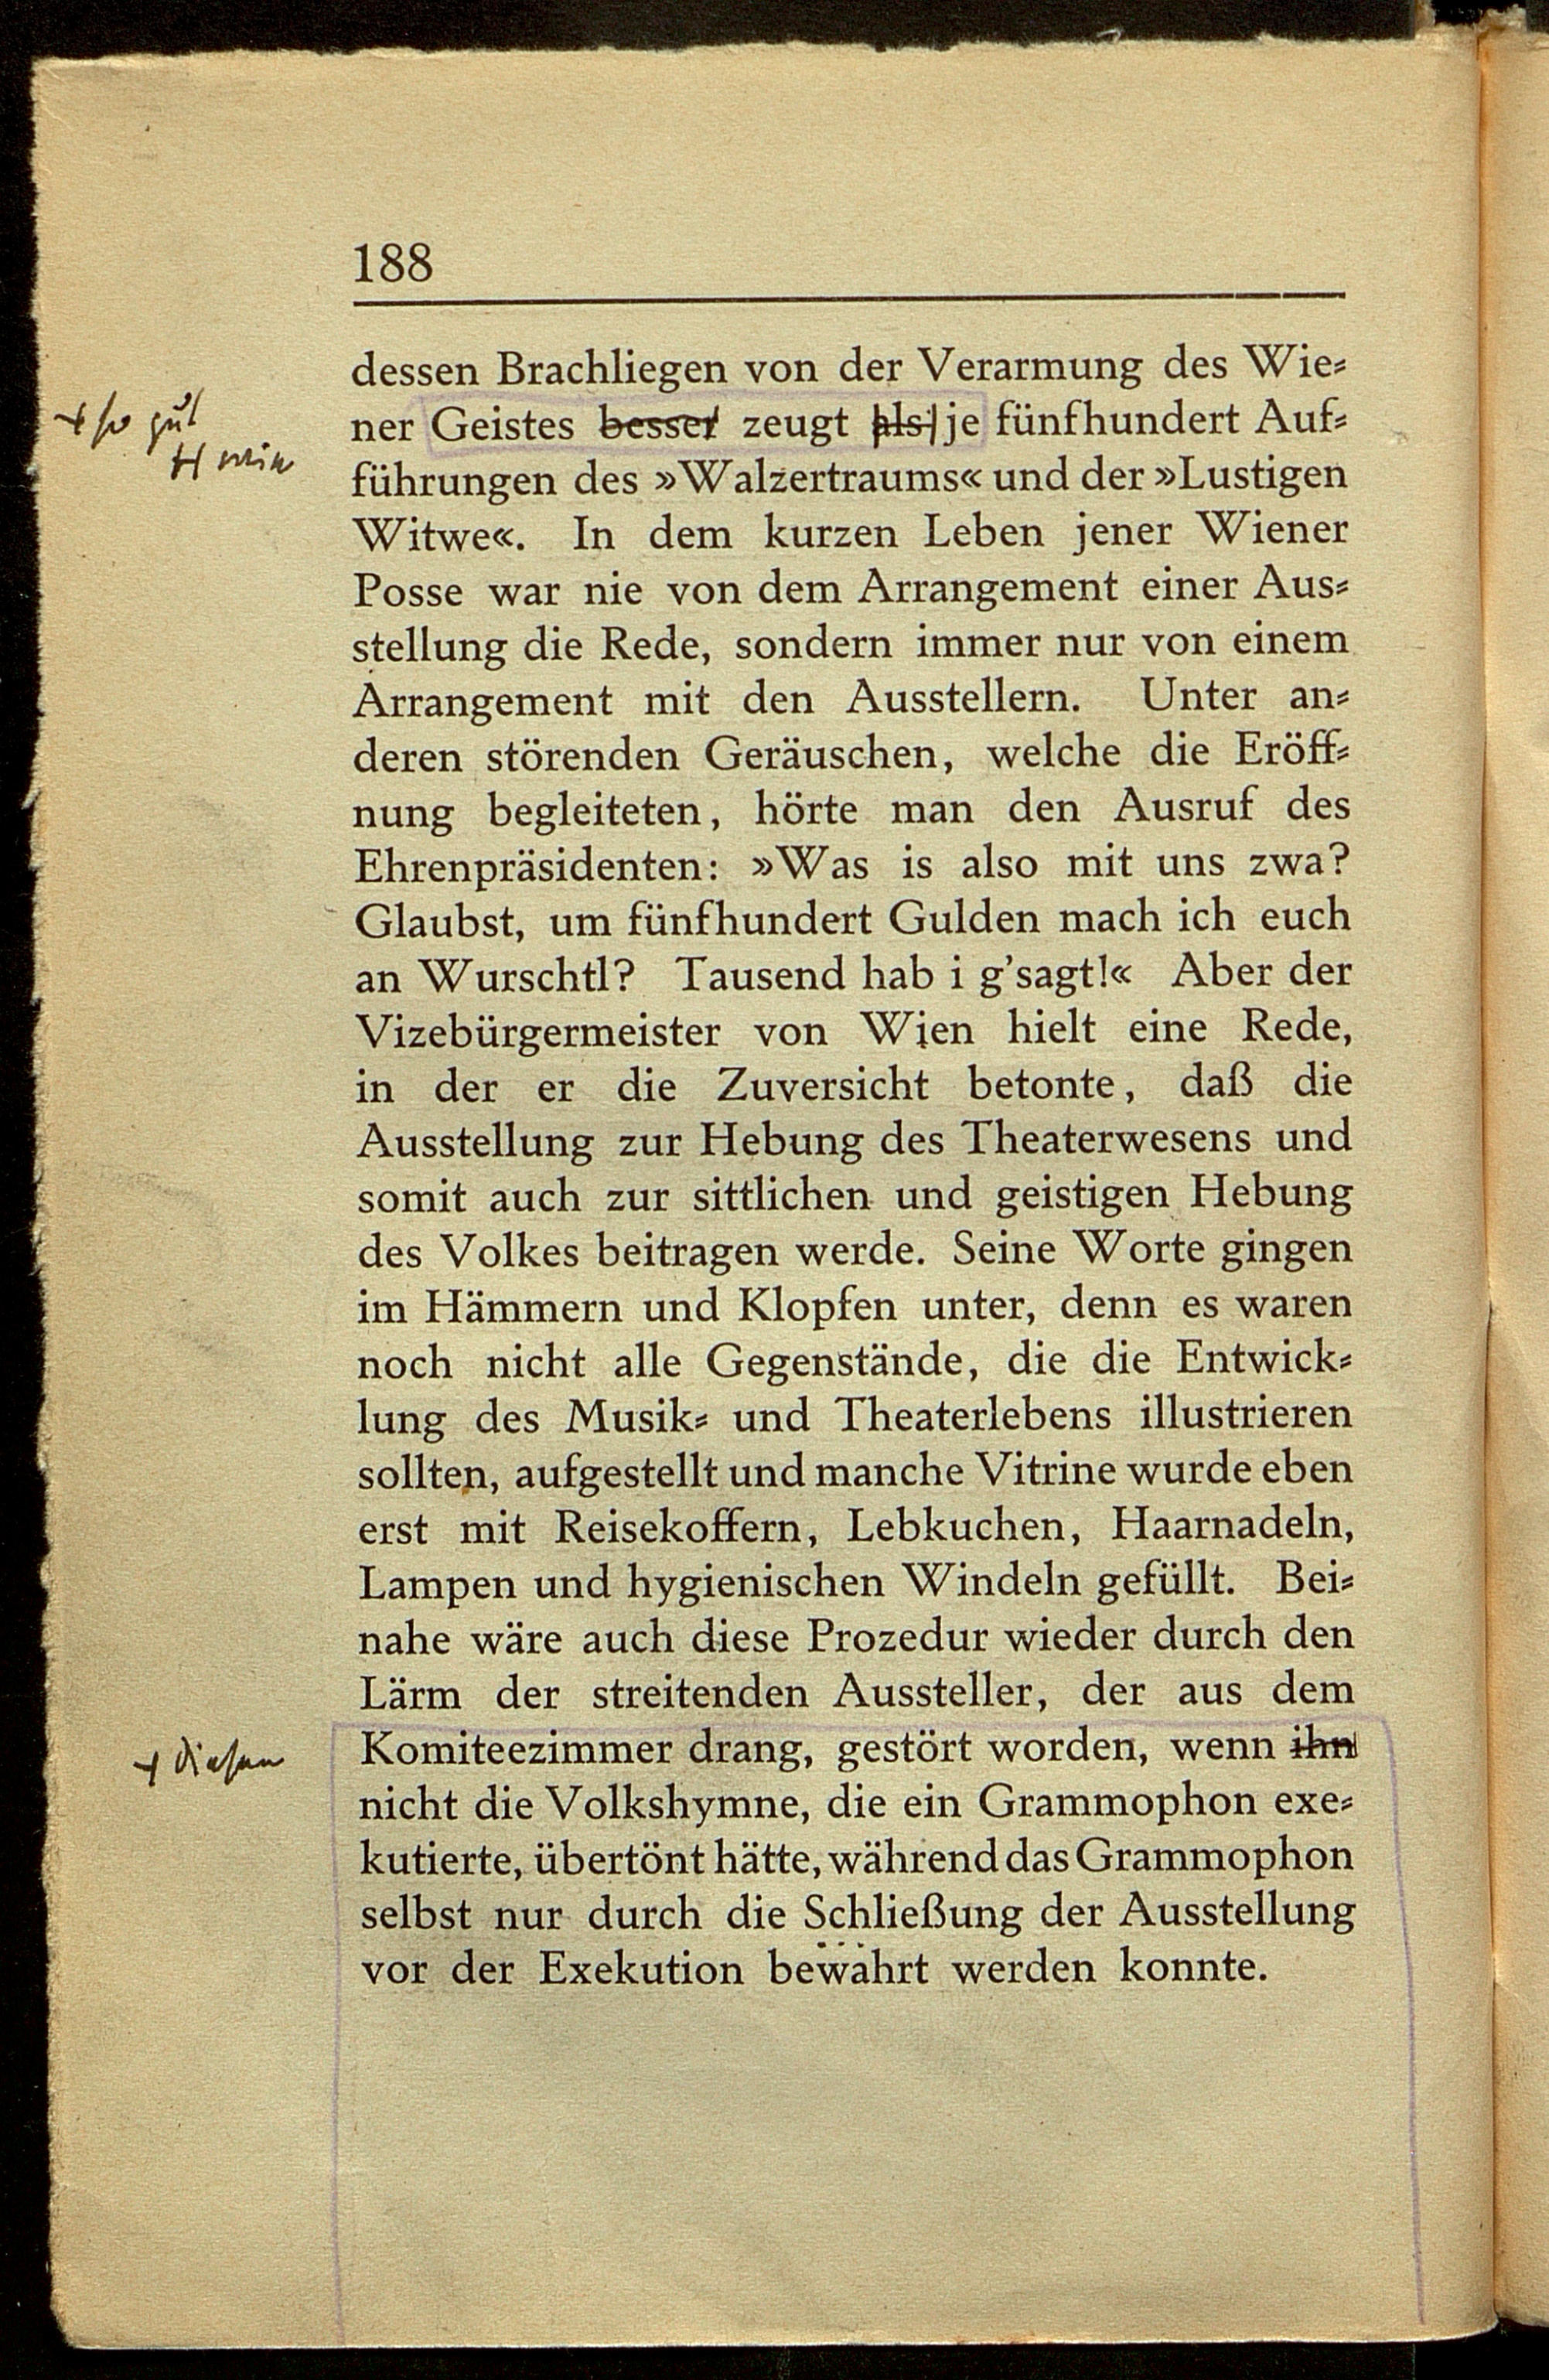 188
dessen Brachliegen von der Verarmung des Wie⸗
so gut
ner Geistes besser zeugt als je fünfhundert Auf⸗
wie
führungen des »Walzertraums« und der »Lustigen
Witwe«. In dem kurzen Leben jener Wiener
Posse war nie von dem Arrangement einer Aus⸗
stellung die Rede, sondern immer nur von einem
Arrangement mit den Ausstellern. Unter an⸗
deren störenden Geräuschen, welche die Eröff⸗
nung begleiteten, hörte man den Ausruf des
Ehrenpräsidenten: »Was is also mit uns zwa?
Glaubst, um fünfhundert Gulden mach ich euch
an Wurschtl? Tausend hab i g’sagt!« Aber der
Vizebürgermeister von Wien hielt eine Rede,
in der er die Zuversicht betonte, daß die
Ausstellung zur Hebung des Theaterwesens und
somit auch zur sittlichen und geistigen Hebung
des Volkes beitragen werde. Seine Worte gingen
im Hämmern und Klopfen unter, denn es waren
noch nicht alle Gegenstände, die die Entwick⸗
lung des Musik⸗ und Theaterlebens illustrieren
sollten, aufgestellt und manche Vitrine wurde eben
erst mit Reisekoffern, Lebkuchen, Haarnadeln,
Lampen und hygienischen Windeln gefüllt. Bei⸗
nahe wäre auch diese Prozedur wieder durch den
Lärm der streitenden Aussteller, der aus dem
diesen
Komiteezimmer drang, gestört worden, wenn ihn
nicht die Volkshymne, die ein Grammophon exe⸗
kutierte, übertönt hätte, während das Grammophon
selbst nur durch die Schließung der Ausstellung
vor der Exekution bewahrt werden konnte.